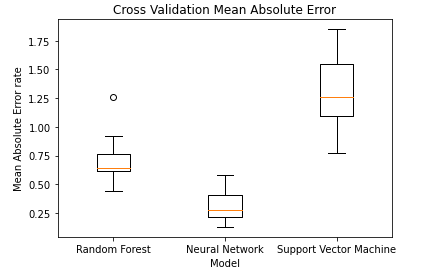 Cross Validation Mean Absolute Error
Mean Absolute Error rate
1.75
1.50
1.25
1.00
0.75
0.50
0.25
Random Forest
Neural Network
Support Vector Machine
Model